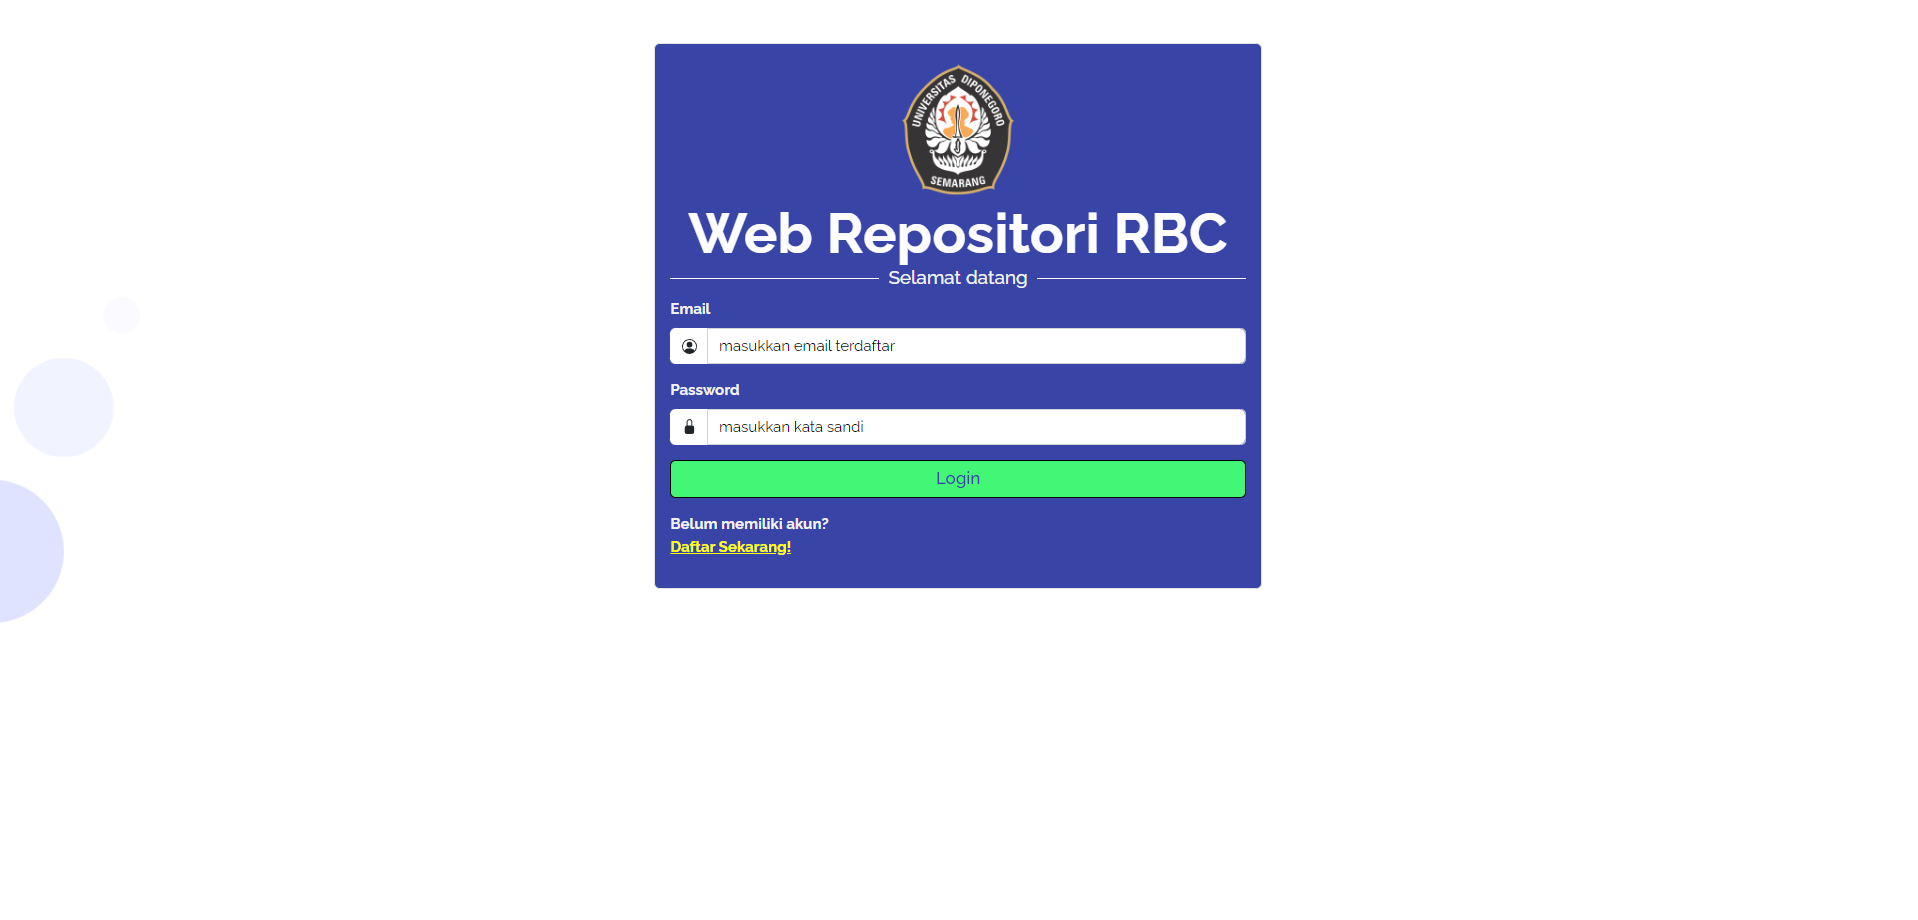 UNIVERSITAS DIPONEGORO
SEMARANG
Web Repositori RBC
Selamat datang
Email
masukkan email terdaftar
Password
masukkan kata sandi
Login
Belum memiliki akun?
Daftar Sekarang!